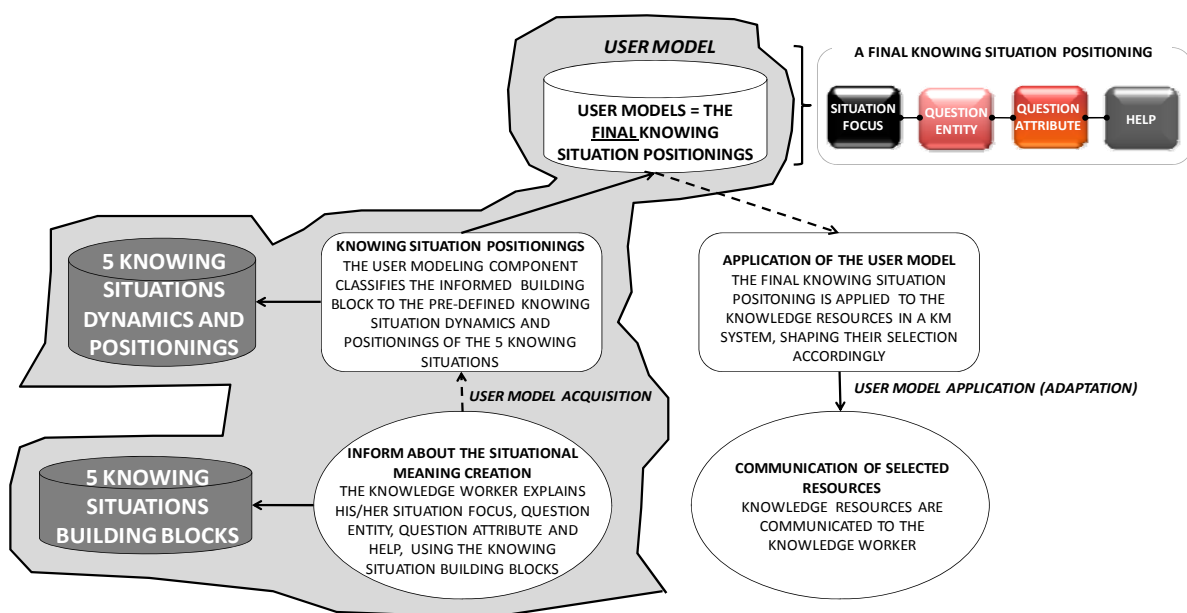 USER MODEL
USER MODELS = THE
FINAL KNOWING
SITUATION POSITIONINGS
A FINAL KNOWING SITUATION POSITIONING
SITUATION
FOCUS
QUESTION
ENTITY
QUESTION
ATTRIBUTE
HELP
5 KNOWING
SITUATIONS
DYNAMICS AND
POSITIONINGS
KNOWING SITUATION POSITIONINGS
THE USER MODELING COMPONENT
CLASSIFIES THE INFORMED BUILDING
BLOCK TO THE PRE-DEFINED KNOWING
SITUATION DYNAMICS AND
POSITIONINGS OF THE 5 KNOWING
SITUATIONS
APPLICATION OF THE USER MODEL
THE FINAL KNOWING SITUATION
POSITONING IS APPLIED TO THE
KNOWLEDGE RESOURCES IN A KM
SYSTEM, SHAPING THEIR SELECTION
ACCORDINGLY
USER MODEL ACQUISITION
USER MODEL APPLICATION (ADAPTATION)
5 KNOWING
SITUATIONS
BUILDING BLOCKS
INFORM ABOUT THE SITUATIONAL
MEANING CREATION
THE KNOWLEDGE WORKER EXPLAINS
HIS/HER SITUATION FOCUS, QUESTION
ENTITY, QUESTION ATTRIBUTE AND
HELP, USING THE KNOWING
SITUATION BUILDING BLOCKS
COMMUNICATION OF SELECTED
RESOURCES
KNOWLEDGE RESOURCES ARE
COMMUNICATED TO THE
KNOWLEDGE WORKER